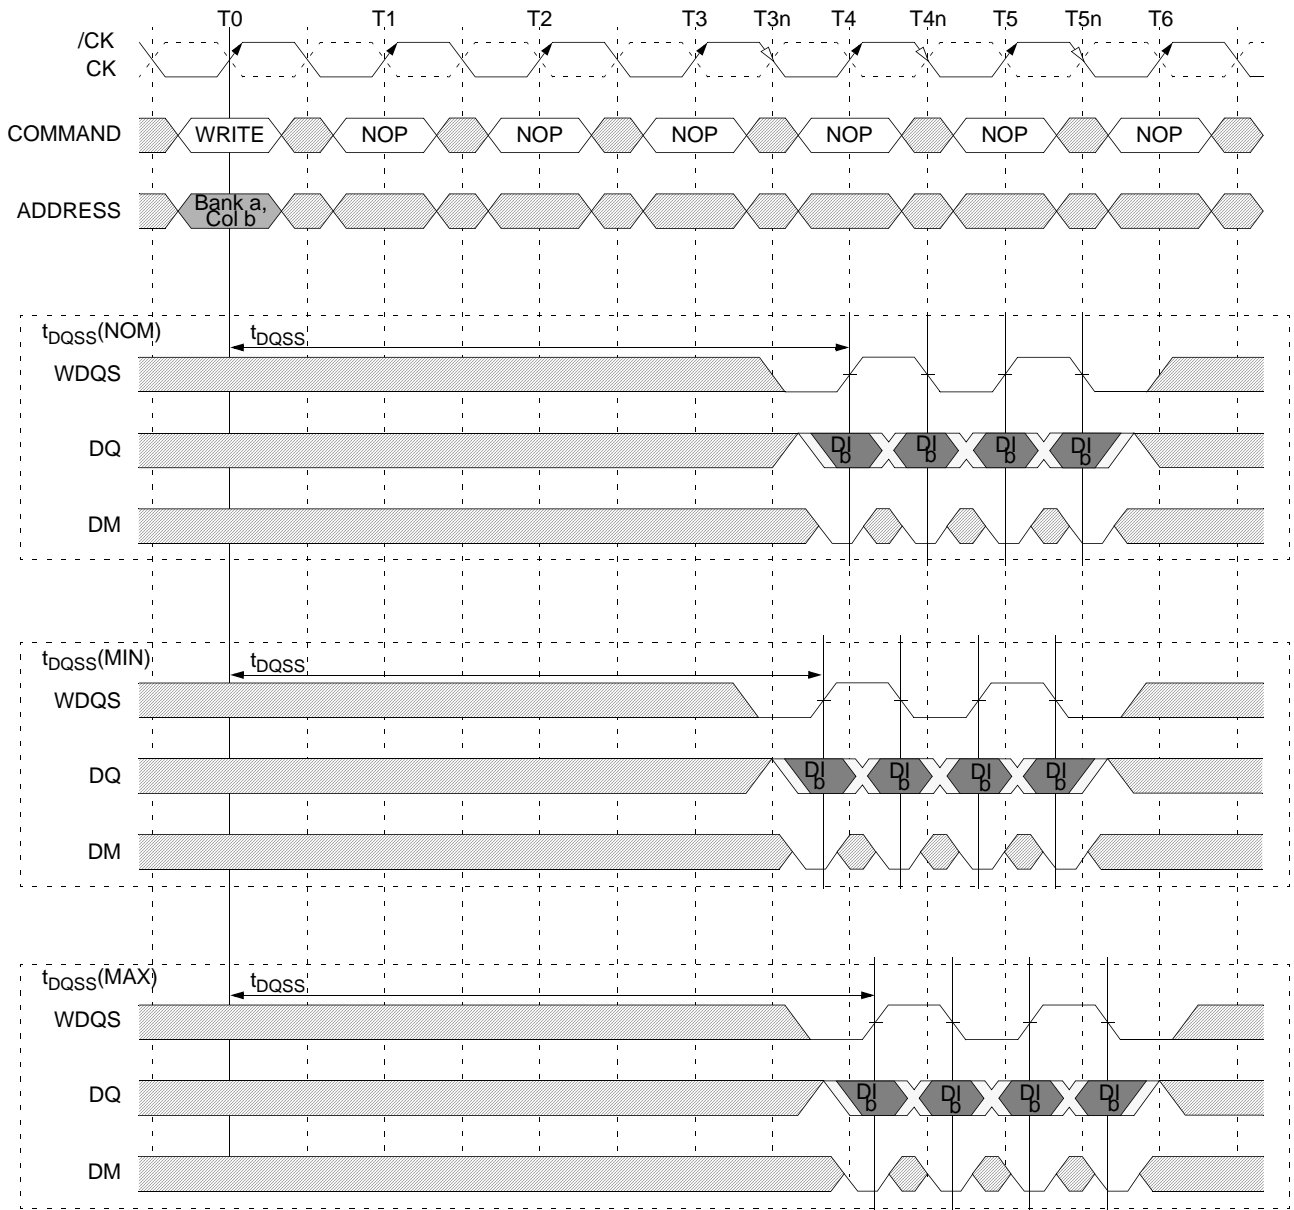 T0 T1 T2 T3 T3n T4 T4n T5 T5n T6
/CK
CK
COMMAND WRITE NOP NOP NOP NOP NOP NOP
ADDRESS Bank a,
Col b
tDQSS(NOM) tDQSS
WDQS
DQ DI b DI b DI b DI b
DM
tDQSS(MIN) tDQSS
WDQS
DQ DI b DI b DI b DI b
DM
tDQSS(MAX) tDQSS
WDQS
DQ DI b DI b DI b DI b
DM